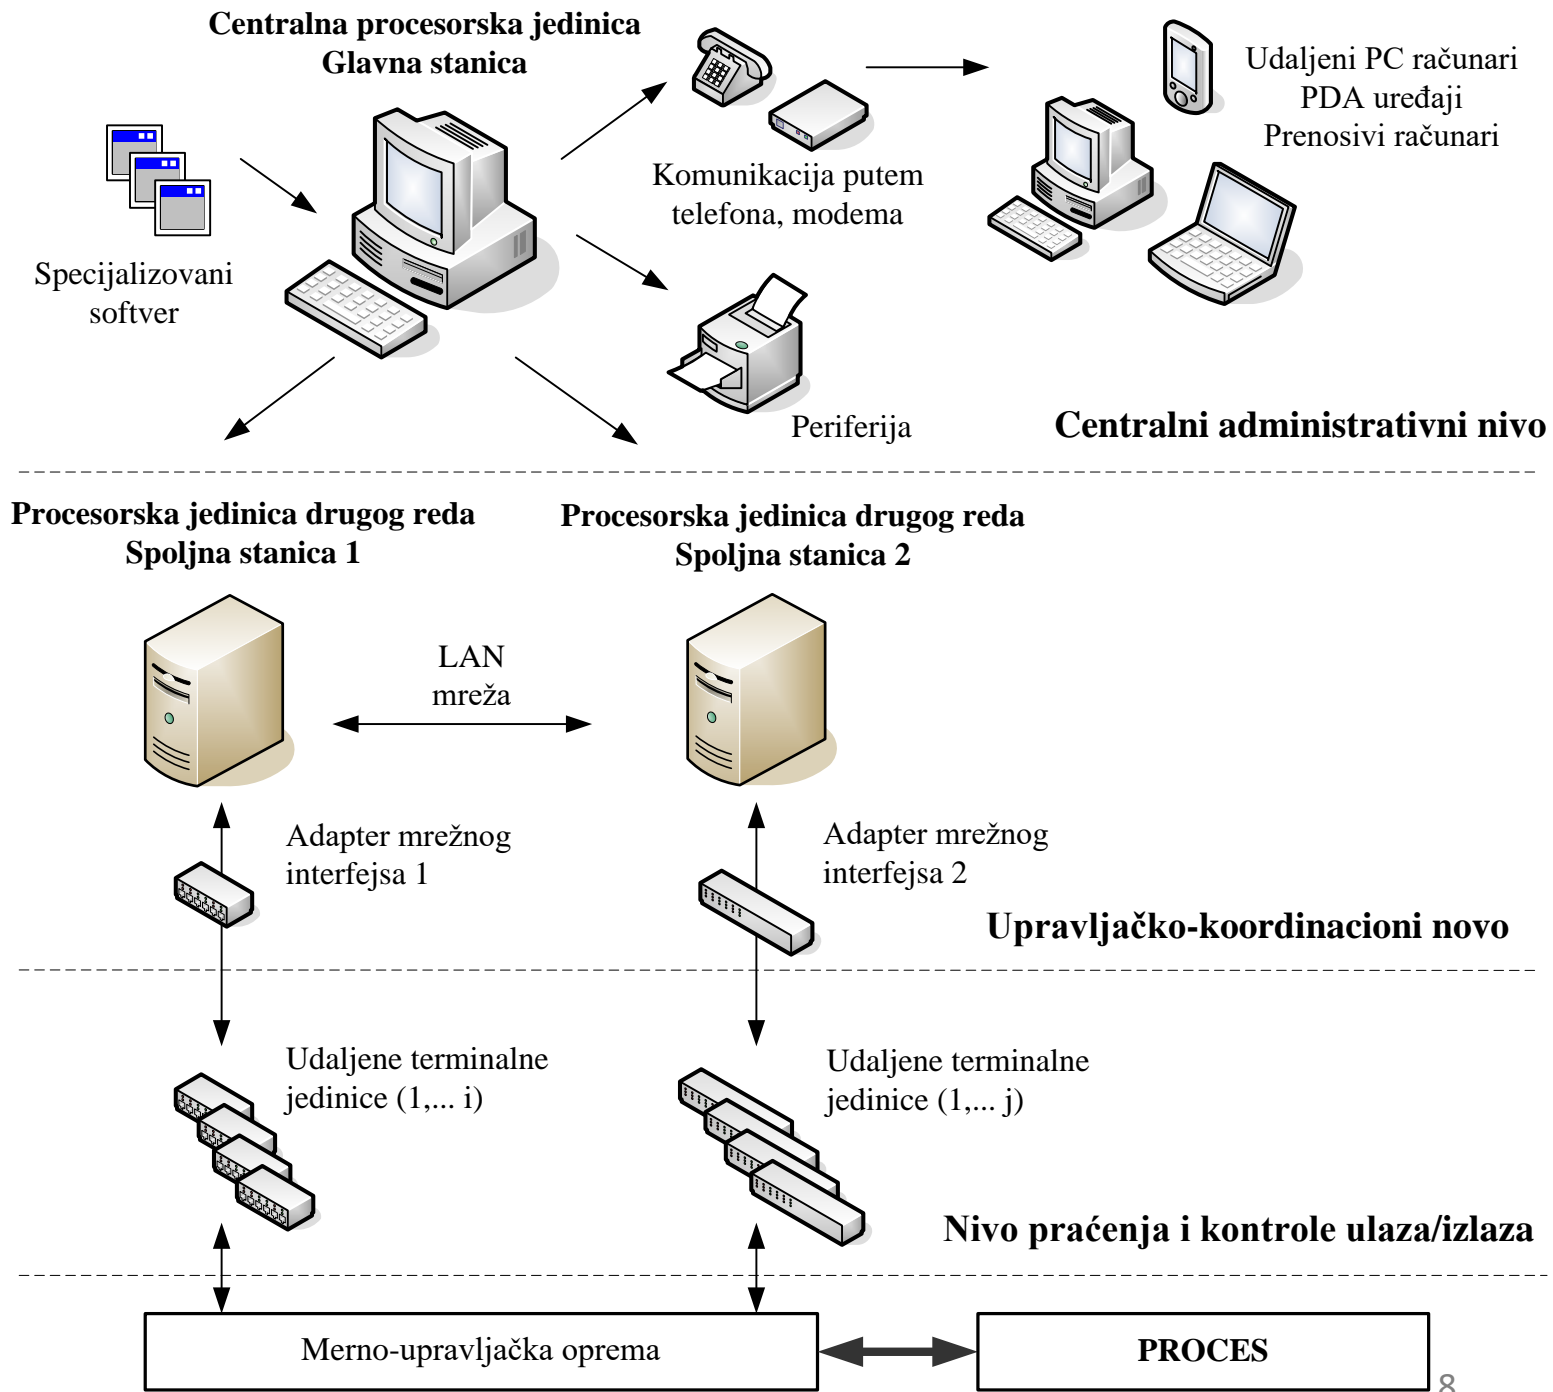 Centralna procesorska jedinica
Glavna stanica
Udaljeni PC računari
PDA uređaji
Prenosivi računari
Komunikacija putem
telefona, modema
Specijalizovani
softver
Periferija
Centralni administrativni nivo
Procesorska jedinica drugog reda
Spoljna stanica 1
Procesorska jedinica drugog reda
Spoljna stanica 2
LAN
mreža
Adapter mrežnog
interfejsa 1
Adapter mrežnog
interfejsa 2
Upravljačko-koordinacioni novo
Udaljene terminalne
jedinice (1,... i)
Udaljene terminalne
jedinice (1,... j)
Nivo praćenja i kontrole ulaza/izlaza
Merno-upravljačka oprema
PROCES
8